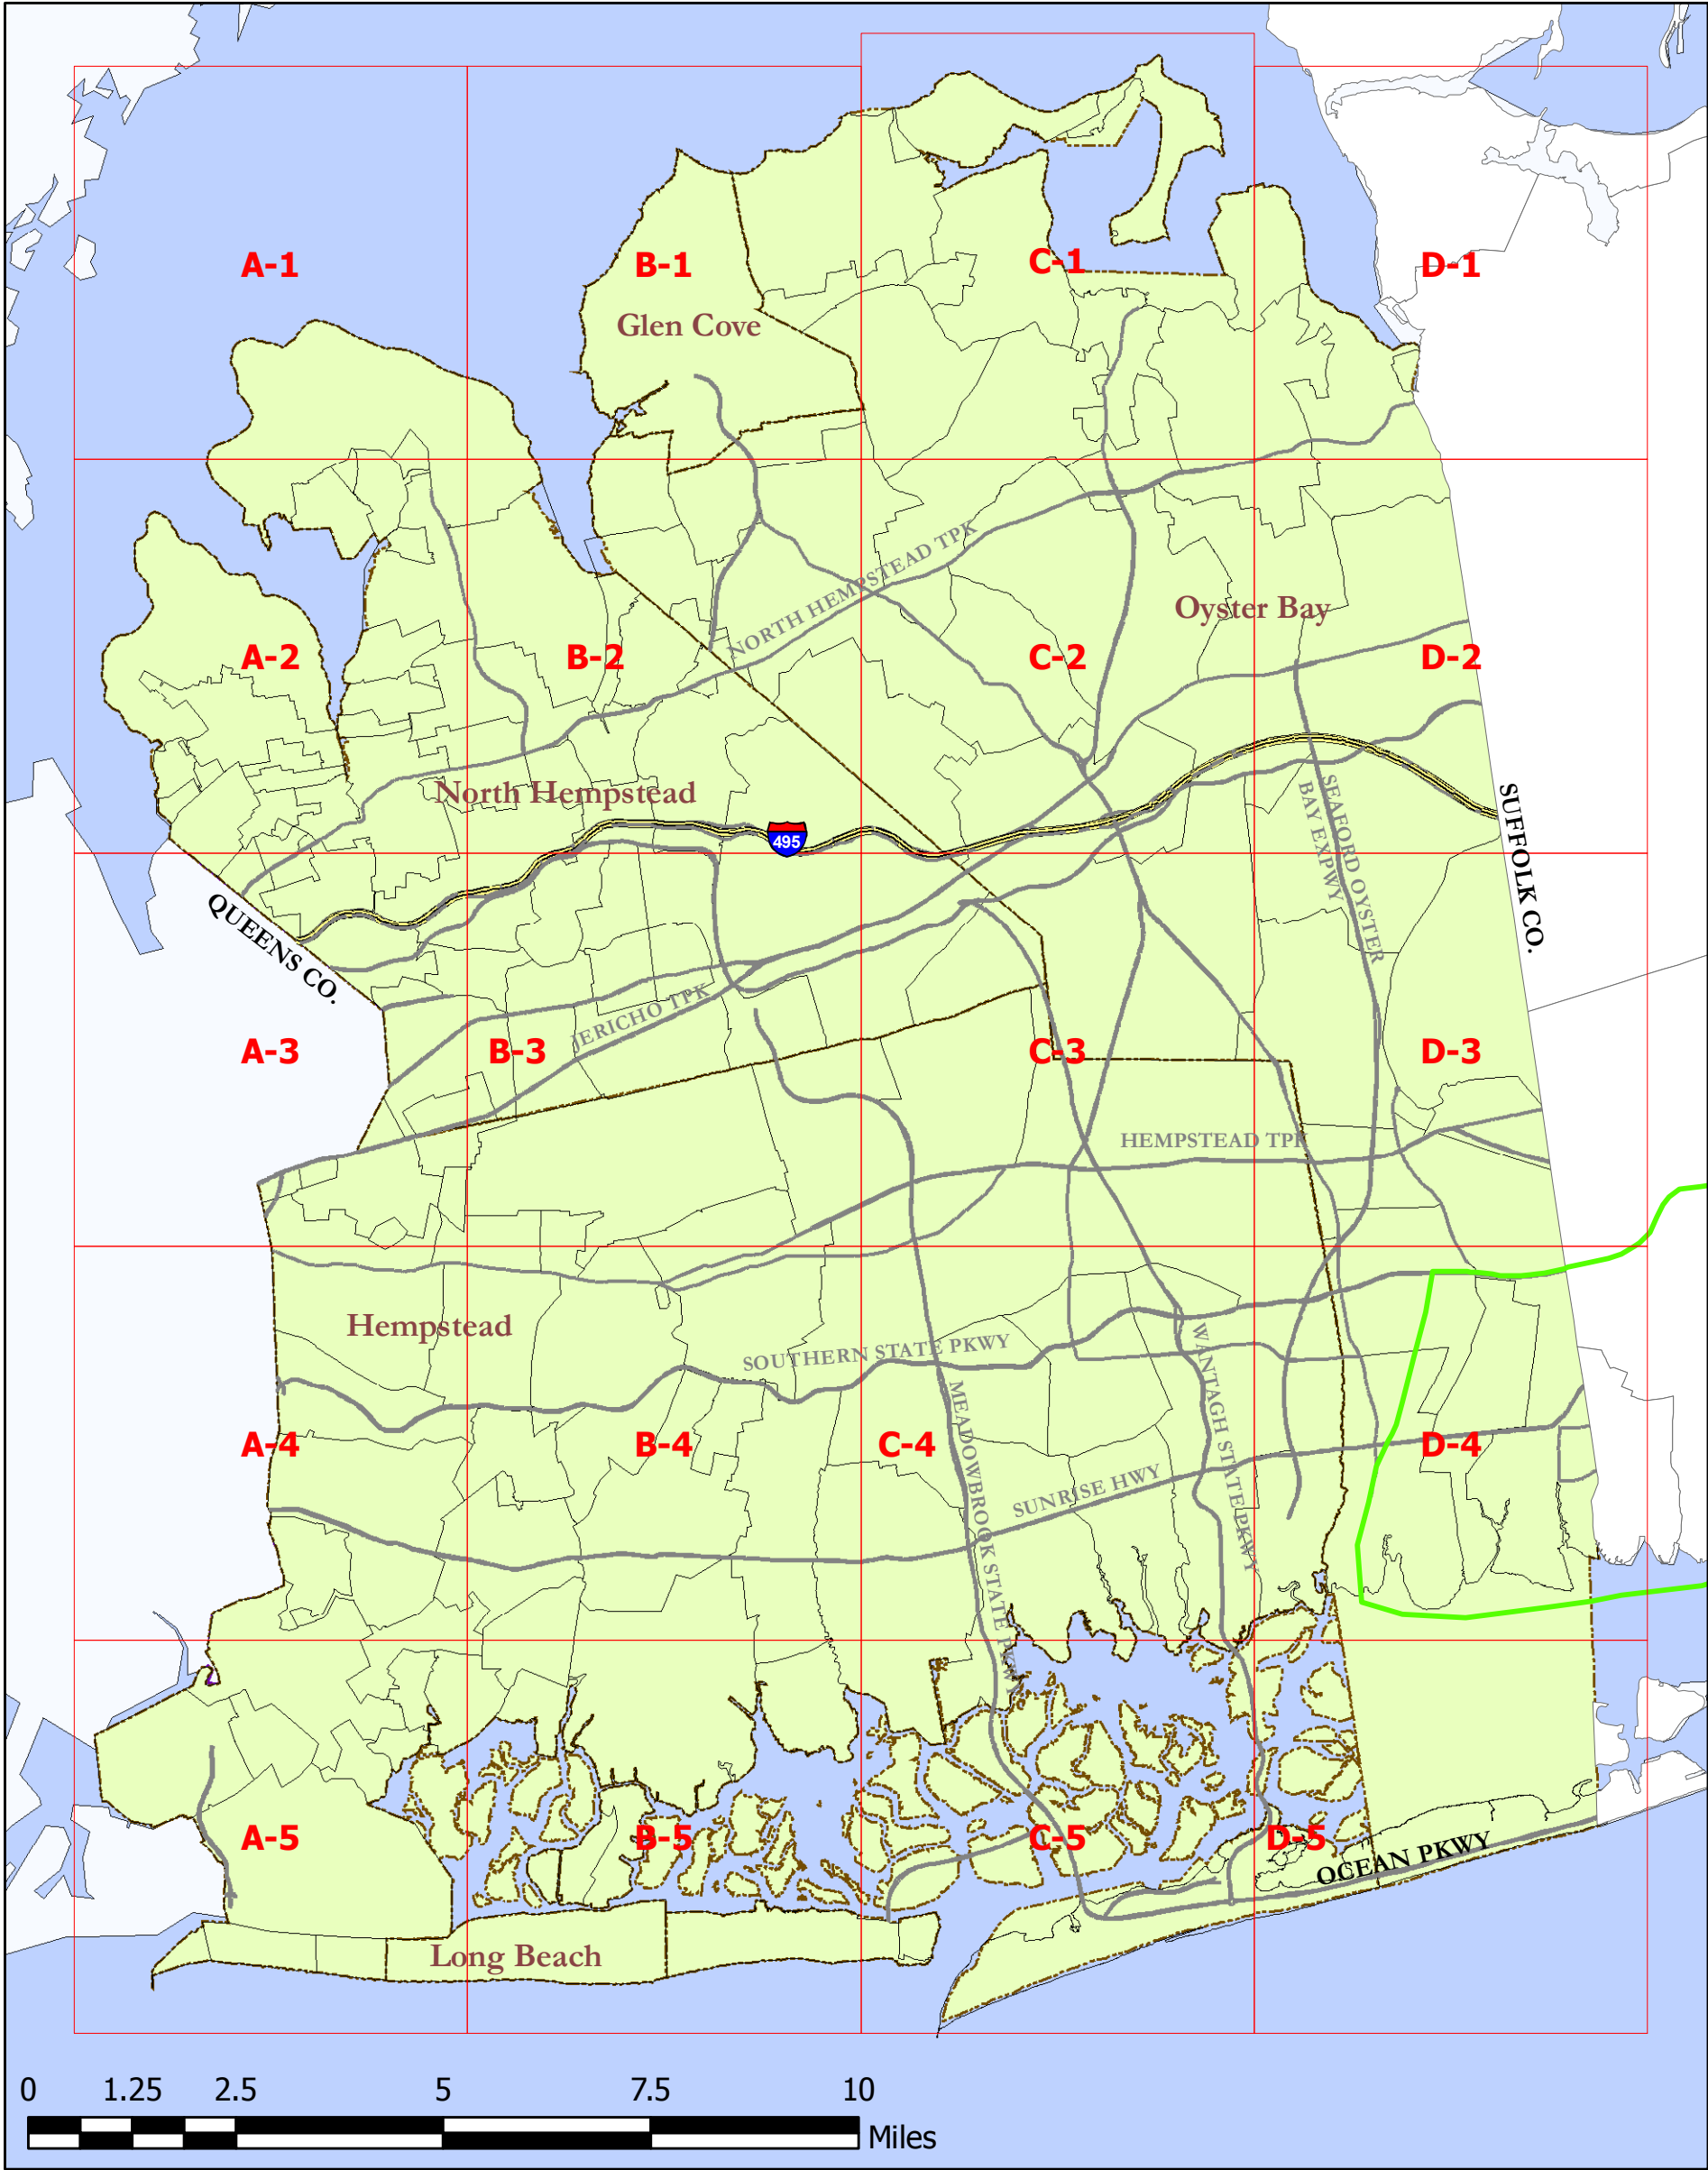 A-1
B-1
C-1
D-1
Glen Cove
Oyster Bay
NORTH HEMPSTEAD TPK
A-2
B-2
C-2
D-2
North Hempstead
495
SEAFORD OYSTER
BAY EXPWY
SUFFOLK CO.
QUEENS CO.
JERICHO TPK
A-3
B-3
C-3
D-3
HEMPSTEAD TPK
Hempstead
SOUTHERN STATE PKWY
WANTAGH STATE PKWY
MEADOWBROOK STATE PKWY
A-4
B-4
C-4
D-4
SUNRISE HWY
A-5
B-5
C-5
D-5
OCEAN PKWY
Long Beach
0 1.25 2.5 5 7.5 10
Miles